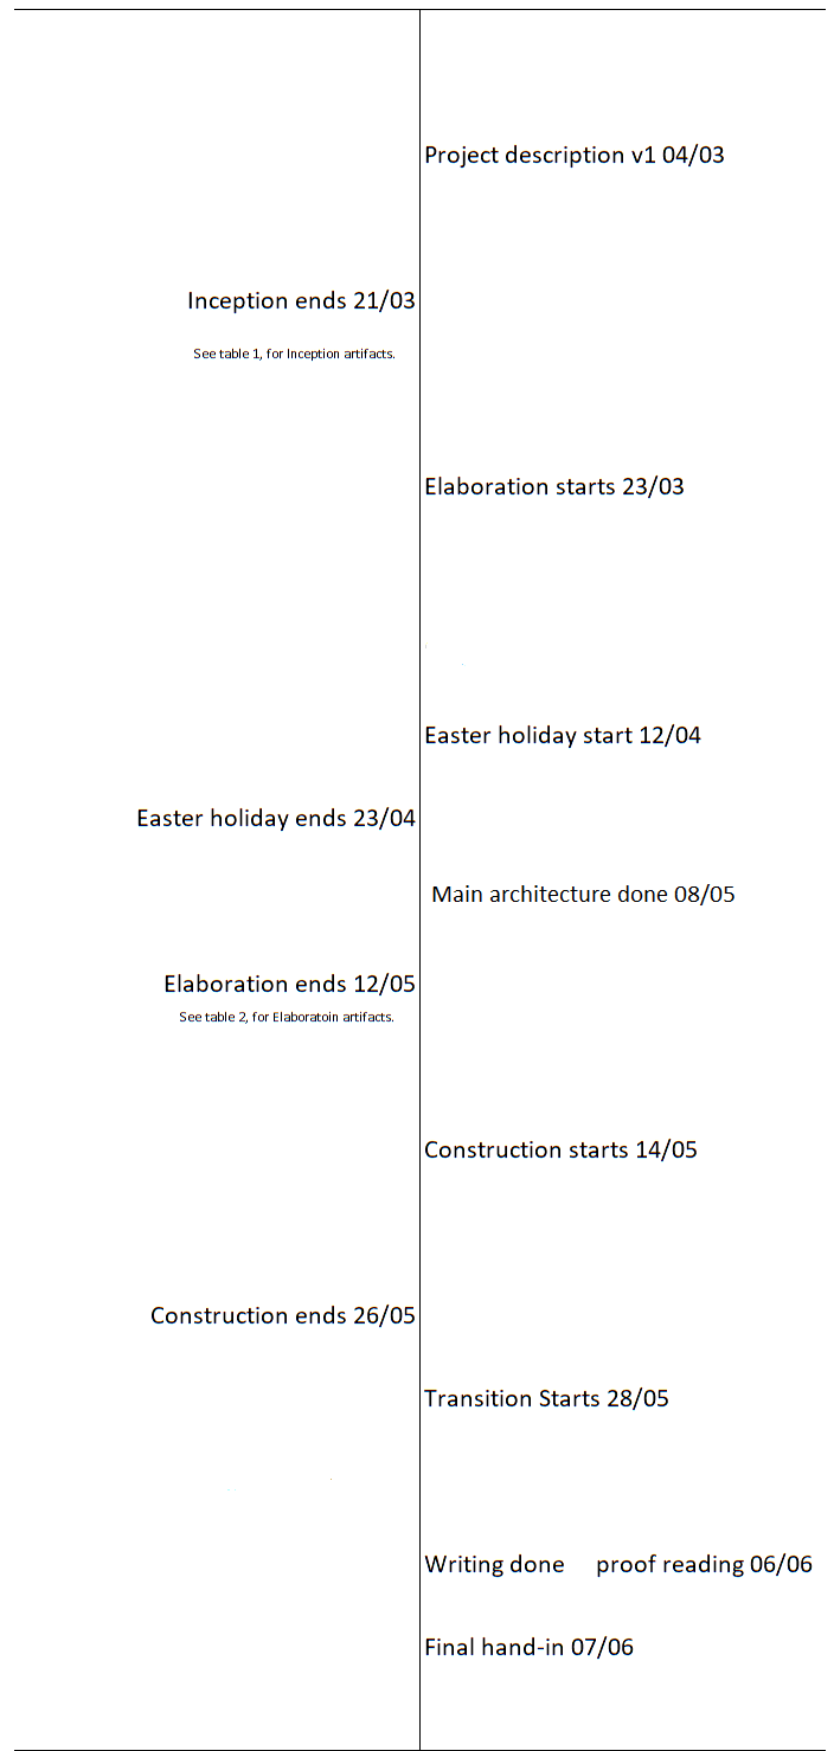 Project description v1 04/03
Inception ends 21/03
See table 1, for Inception artifacts.
Elaboration starts 23/03
Easter holiday start 12/04
Easter holiday ends 23/04
Main architecture done 08/05
Elaboration ends 12/05
See table 2, for Elaboratoin artifacts.
Construction starts 14/05
Construction ends 26/05
Transition Starts 28/05
Writing done proof reading 06/06
Final hand-in 07/06